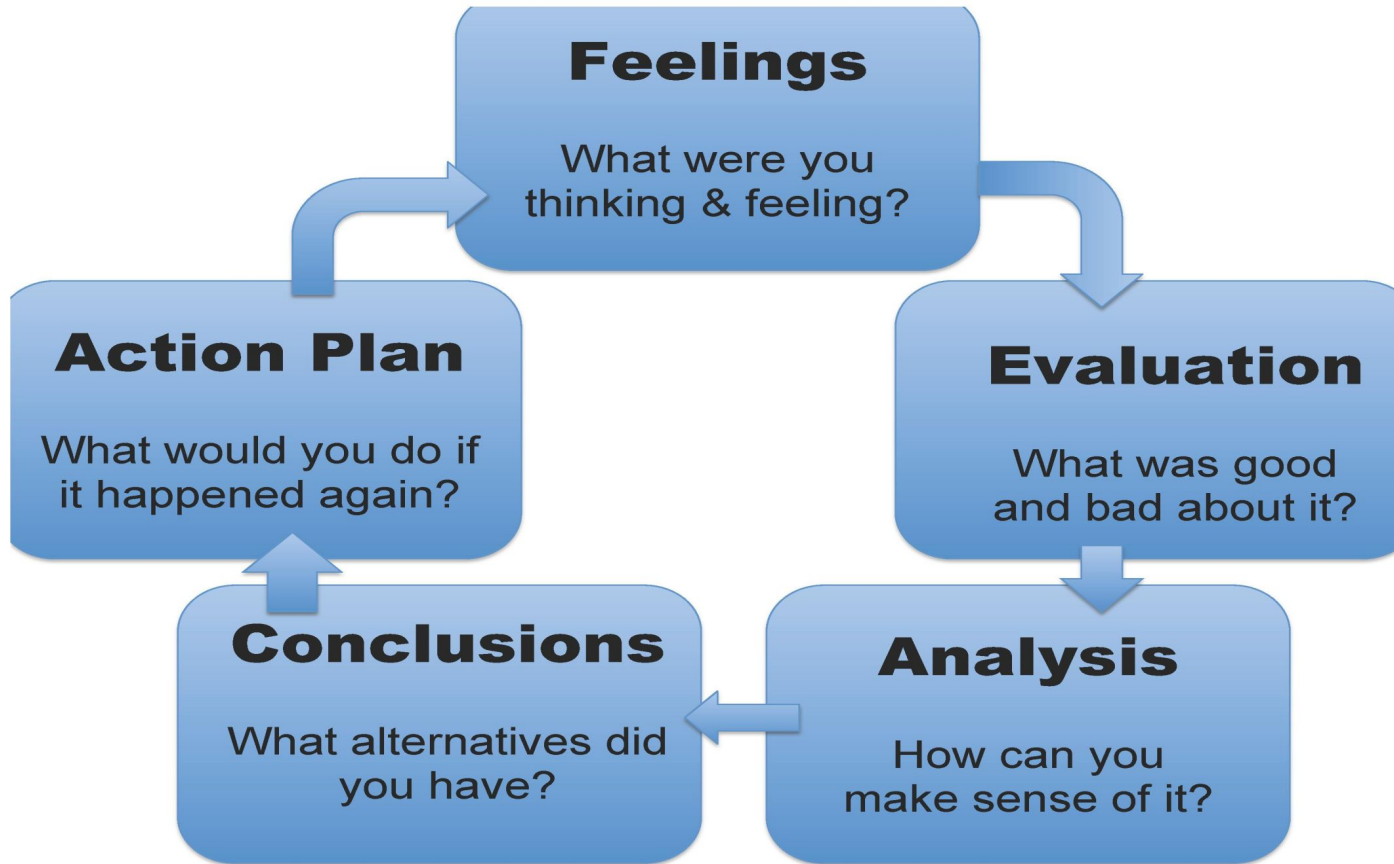 Feelings
What were you
thinking & feeling?
Evaluation
What was good
and bad about it?
Analysis
How can you
make sense of it?
Conclusions
What alternatives did
you have?
Action Plan
What would you do if
it happened again?